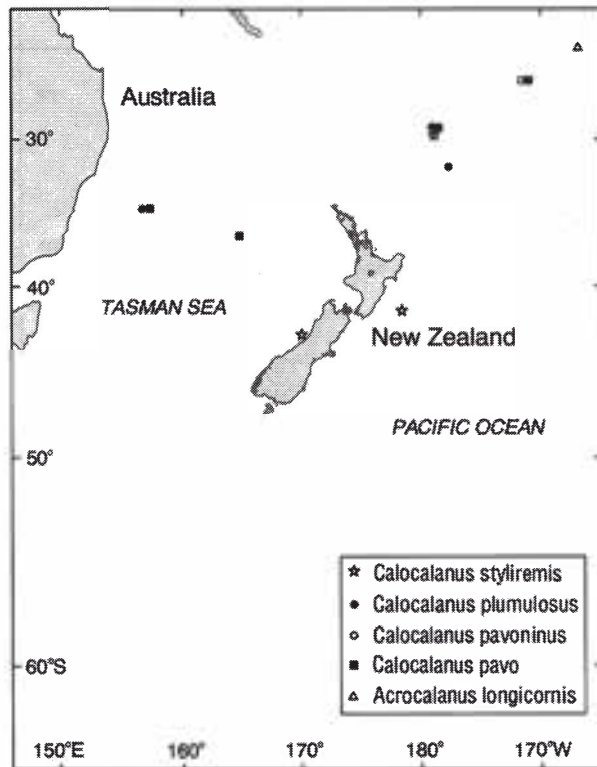 Australia
30°
40°
TASMAN SEA
New Zealand
PACIFIC OCEAN
50°
☆ Calocalanus styliremis
● Calocalanus plumulosus
○ Calocalanus pavoninus
■ Calocalanus pavo
△ Acrocalanus longicornis
60°S
150°E 160° 170° 180° 170°W